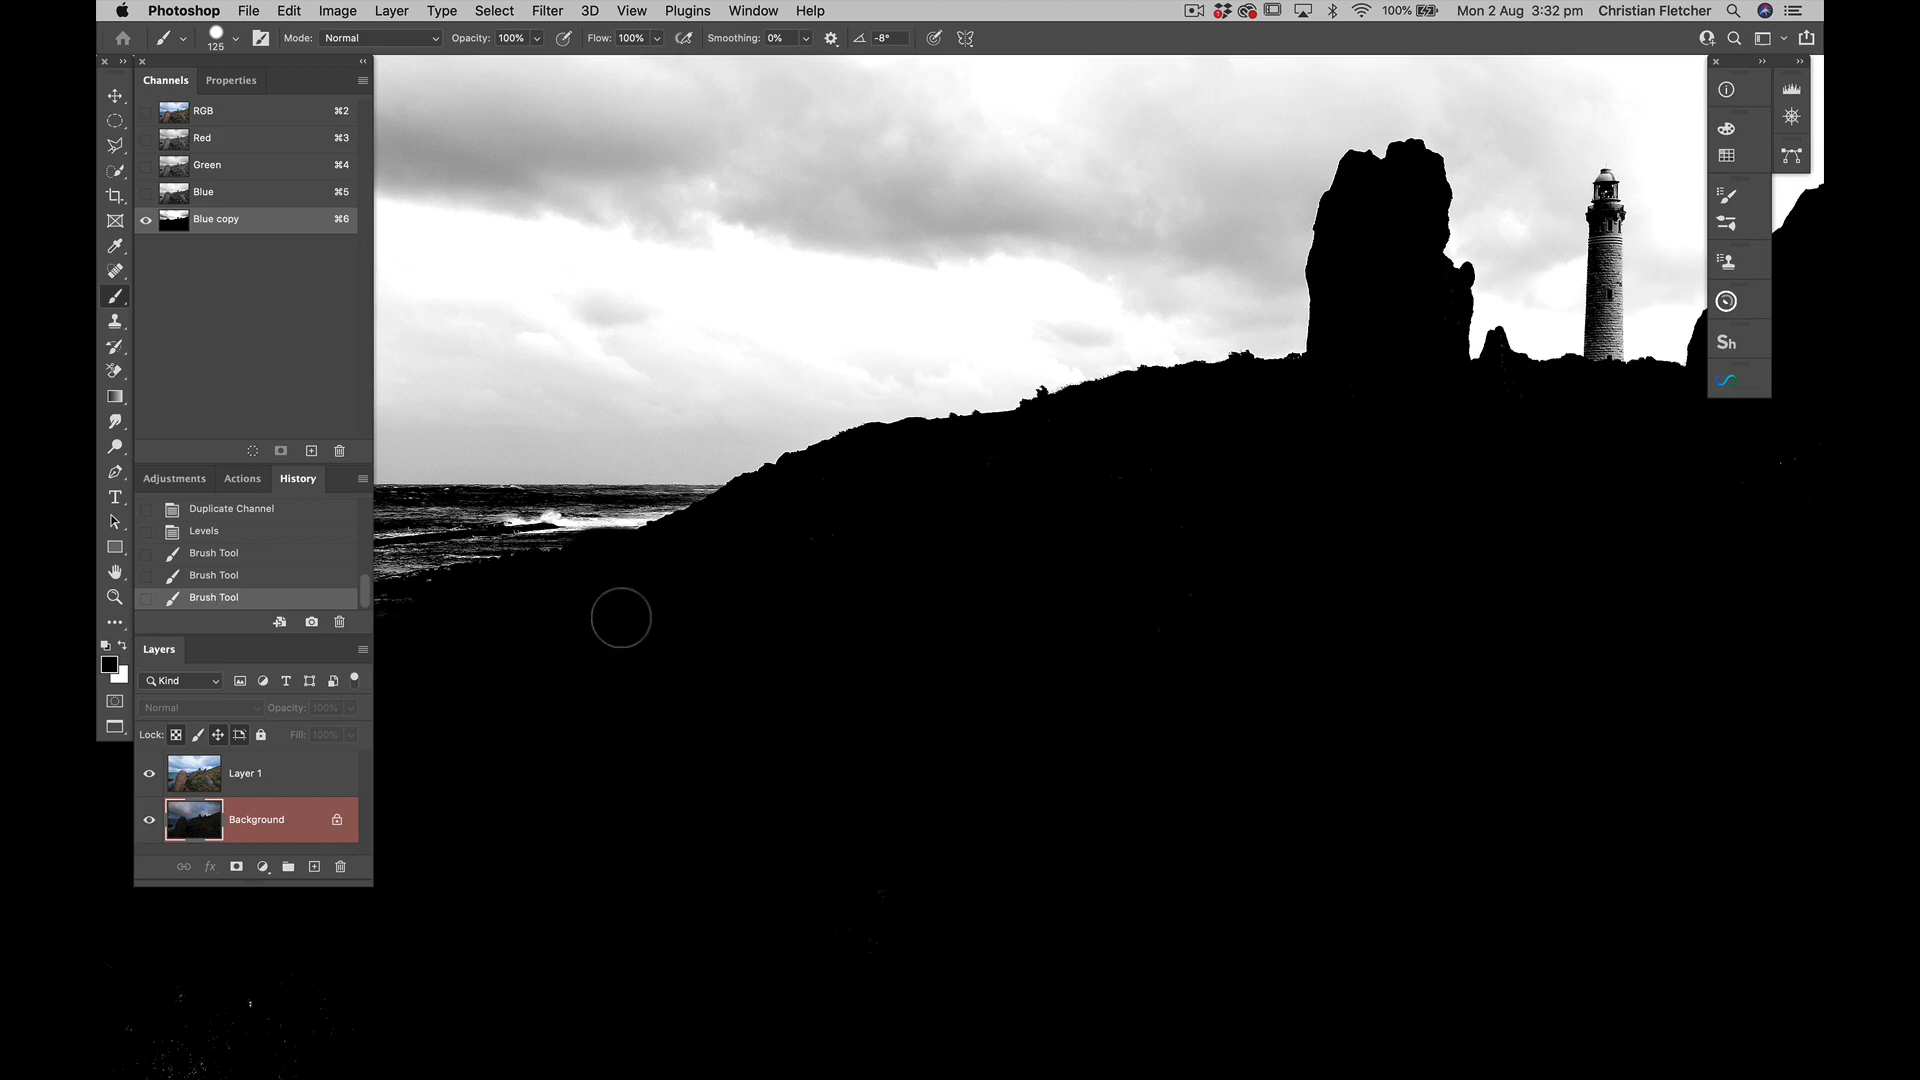 Photoshop File Edit Image Layer Type Select Filter 3D View Plugins Window Help 100% Mon 2 Aug 3:32 pm Christian Fletcher
125 Mode: Normal Opacity: 100% Flow: 100% Smoothing: 0% -8°
Channels Properties
RGB ⌘2
Red ⌘3
Green ⌘4
Blue ⌘5
Blue copy ⌘6
Adjustments Actions History
Duplicate Channel
Levels
Brush Tool
Brush Tool
Brush Tool
Layers
Kind
Normal Opacity: 100%
Lock: Fill: 100%
Layer 1
Background
fx
Sh